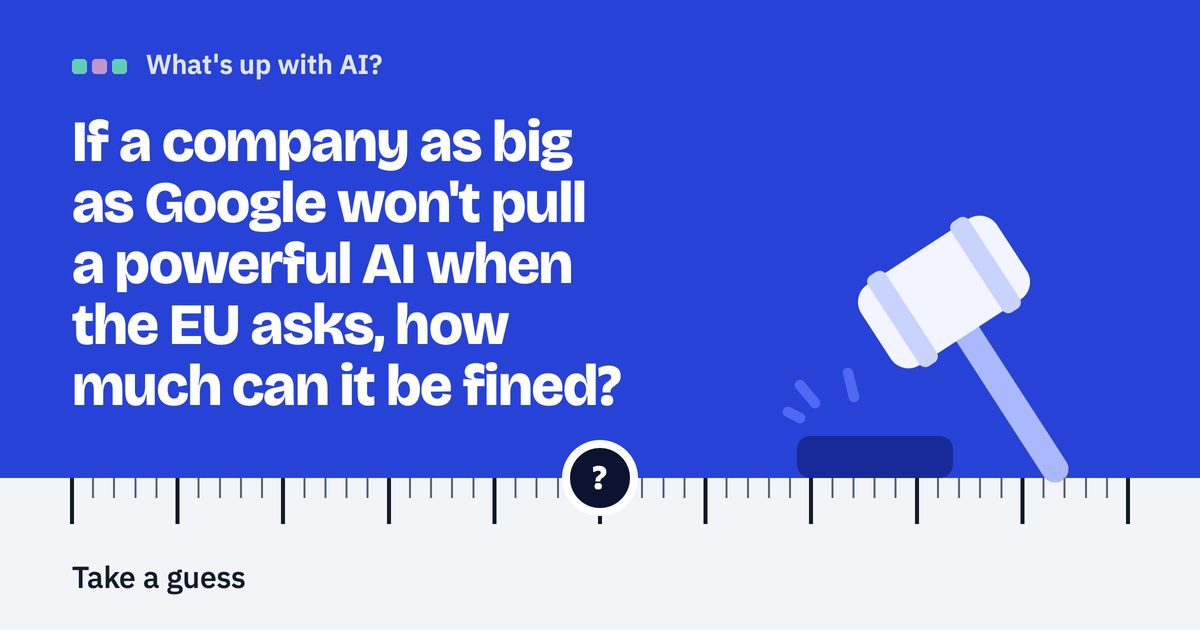 What's up with AI?
If a company as big
as Google won't pull
a powerful AI when
the EU asks, how
much can it be fined?
?
Take a guess